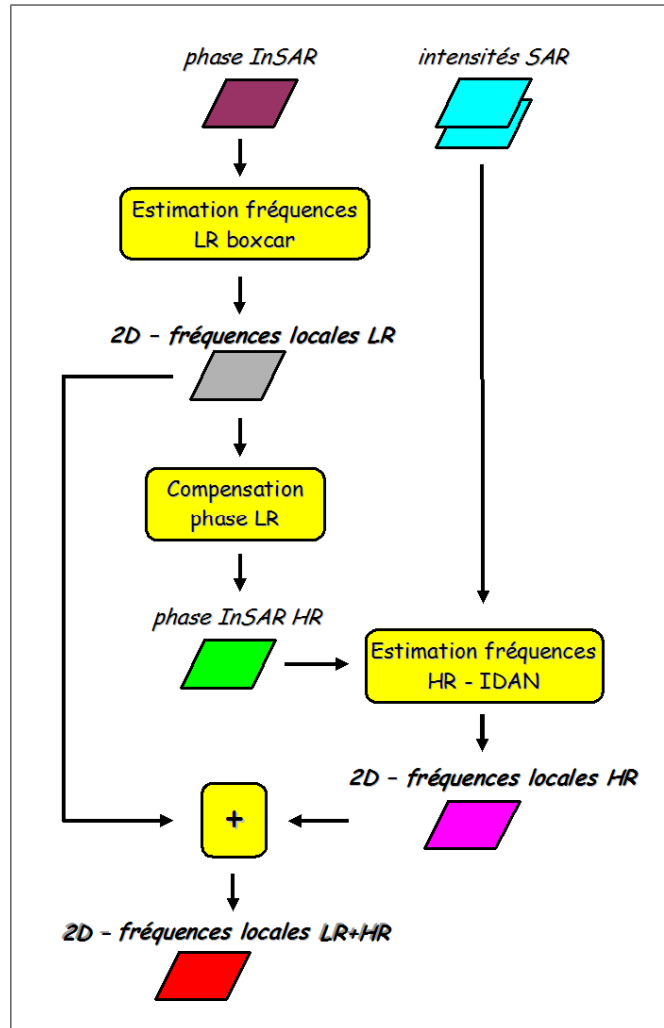 phase InSAR
intensités SAR
Estimation fréquences
LR boxcar
2D - fréquences locales LR
Compensation
phase LR
phase InSAR HR
Estimation fréquences
HR - IDAN
2D - fréquences locales HR
+
2D - fréquences locales LR+HR